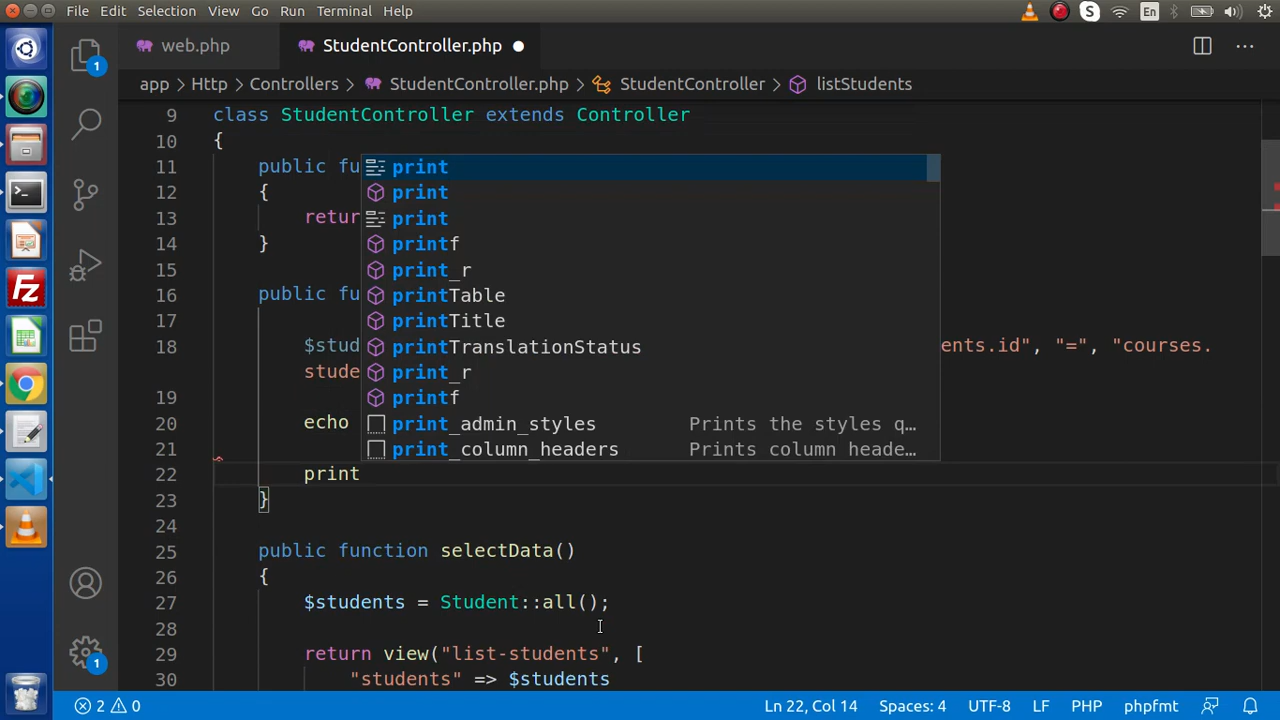 File Edit Selection View Go Run Terminal Help
S En
web.php StudentController.php
app > Http > Controllers > StudentController.php > StudentController > listStudents
9 class StudentController extends Controller
10 {
11 public fu
12 {
13 retur
14 }
15
16 public fu
17
18 $stud ents.id", "=", "courses.
stude
19
20 echo
21
22 print
23 }
24
25 public function selectData()
26 {
27 $students = Student::all();
28
29 return view("list-students", [
30 "students" => $students
print
print
print
printf
print_r
printTable
printTitle
printTranslationStatus
print_r
printf
print_admin_styles Prints the styles q…
print_column_headers Prints column heade…
1
1
2 0 Ln 22, Col 14 Spaces: 4 UTF-8 LF PHP phpfmt